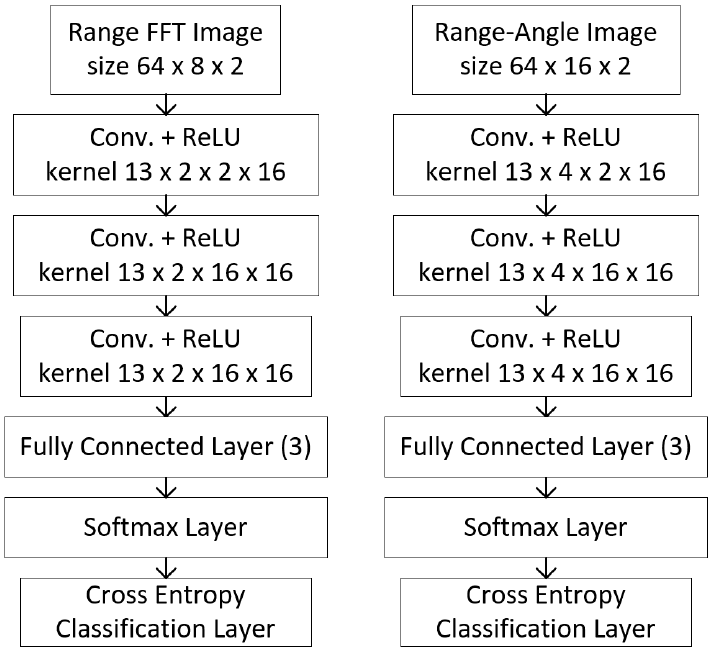 Range FFT Image
size 64 x 8 x 2
Conv. + ReLU
kernel 13 x 2 x 2 x 16
Conv. + ReLU
kernel 13 x 2 x 16 x 16
Conv. + ReLU
kernel 13 x 2 x 16 x 16
Fully Connected Layer (3)
Softmax Layer
Cross Entropy
Classification Layer
Range-Angle Image
size 64 x 16 x 2
Conv. + ReLU
kernel 13 x 4 x 2 x 16
Conv. + ReLU
kernel 13 x 4 x 16 x 16
Conv. + ReLU
kernel 13 x 4 x 16 x 16
Fully Connected Layer (3)
Softmax Layer
Cross Entropy
Classification Layer